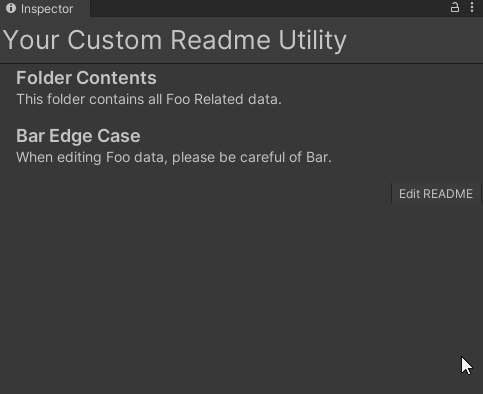 Inspector
Your Custom Readme Utility
Folder Contents
This folder contains all Foo Related data.
Bar Edge Case
When editing Foo data, please be careful of Bar.
Edit README